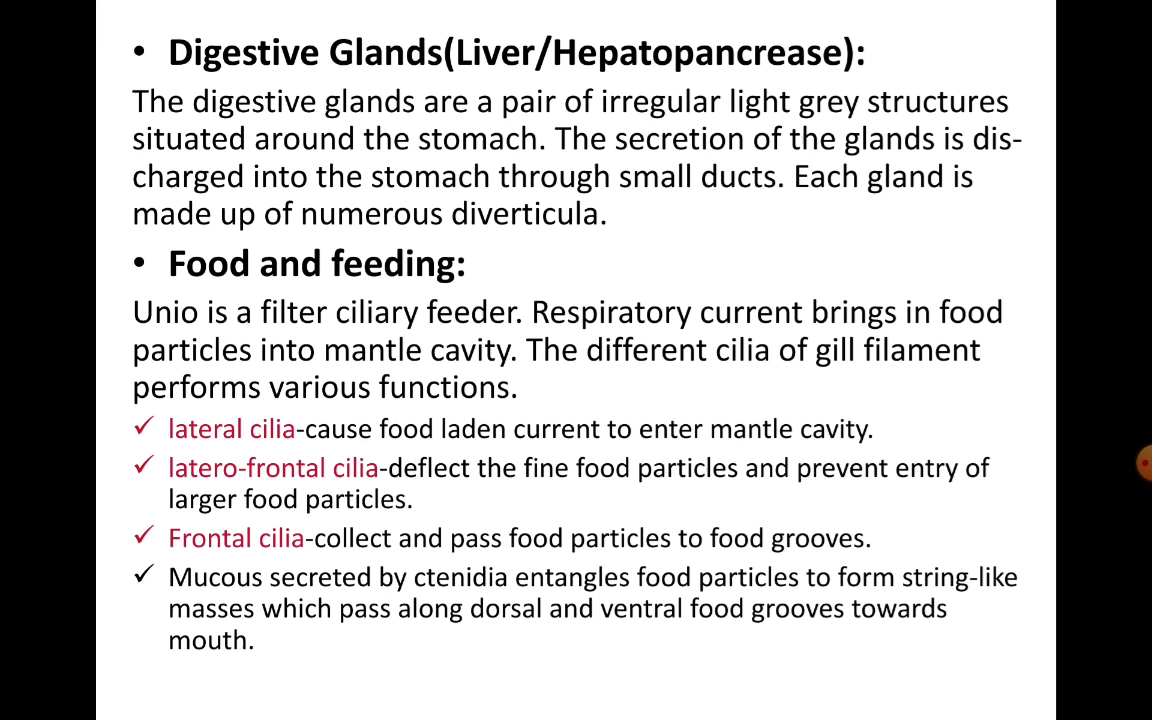 • Digestive Glands(Liver/Hepatopancrease):
The digestive glands are a pair of irregular light grey structures
situated around the stomach. The secretion of the glands is dis-
charged into the stomach through small ducts. Each gland is
made up of numerous diverticula.
• Food and feeding:
Unio is a filter ciliary feeder. Respiratory current brings in food
particles into mantle cavity. The different cilia of gill filament
performs various functions.
✓ lateral cilia-cause food laden current to enter mantle cavity.
✓ latero-frontal cilia-deflect the fine food particles and prevent entry of
larger food particles.
✓ Frontal cilia-collect and pass food particles to food grooves.
✓ Mucous secreted by ctenidia entangles food particles to form string-like
masses which pass along dorsal and ventral food grooves towards
mouth.